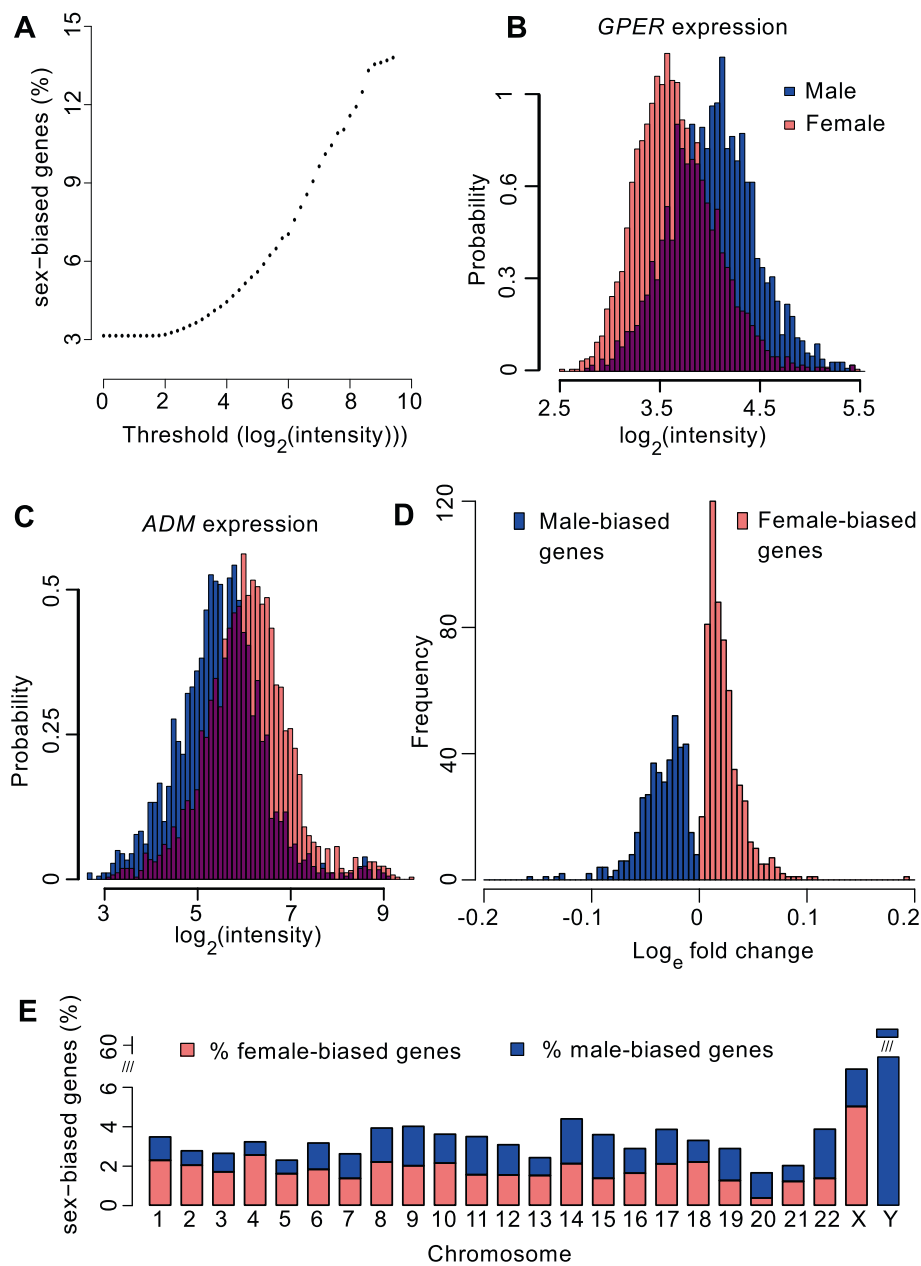 A
15
12
9
6
3
sex−biased genes (%)
0 2 4 6 8 10
Threshold (log2(intensity)))
B
GPER expression
Male
Female
1
0.6
0.3
0
Probability
2.5 3.5 4.5 5.5
log2(intensity)
C
ADM expression
0.5
0.25
0
Probability
3 5 7 9
log2(intensity)
D
Male-biased genes
Female-biased genes
120
80
40
0
Frequency
-0.2 -0.1 0 0.1 0.2
Loge fold change
E
sex−biased genes (%)
60
///
6
4
2
0
% female-biased genes
% male-biased genes
///
1 2 3 4 5 6 7 8 9 10 11 12 13 14 15 16 17 18 19 20 21 22 X Y
Chromosome